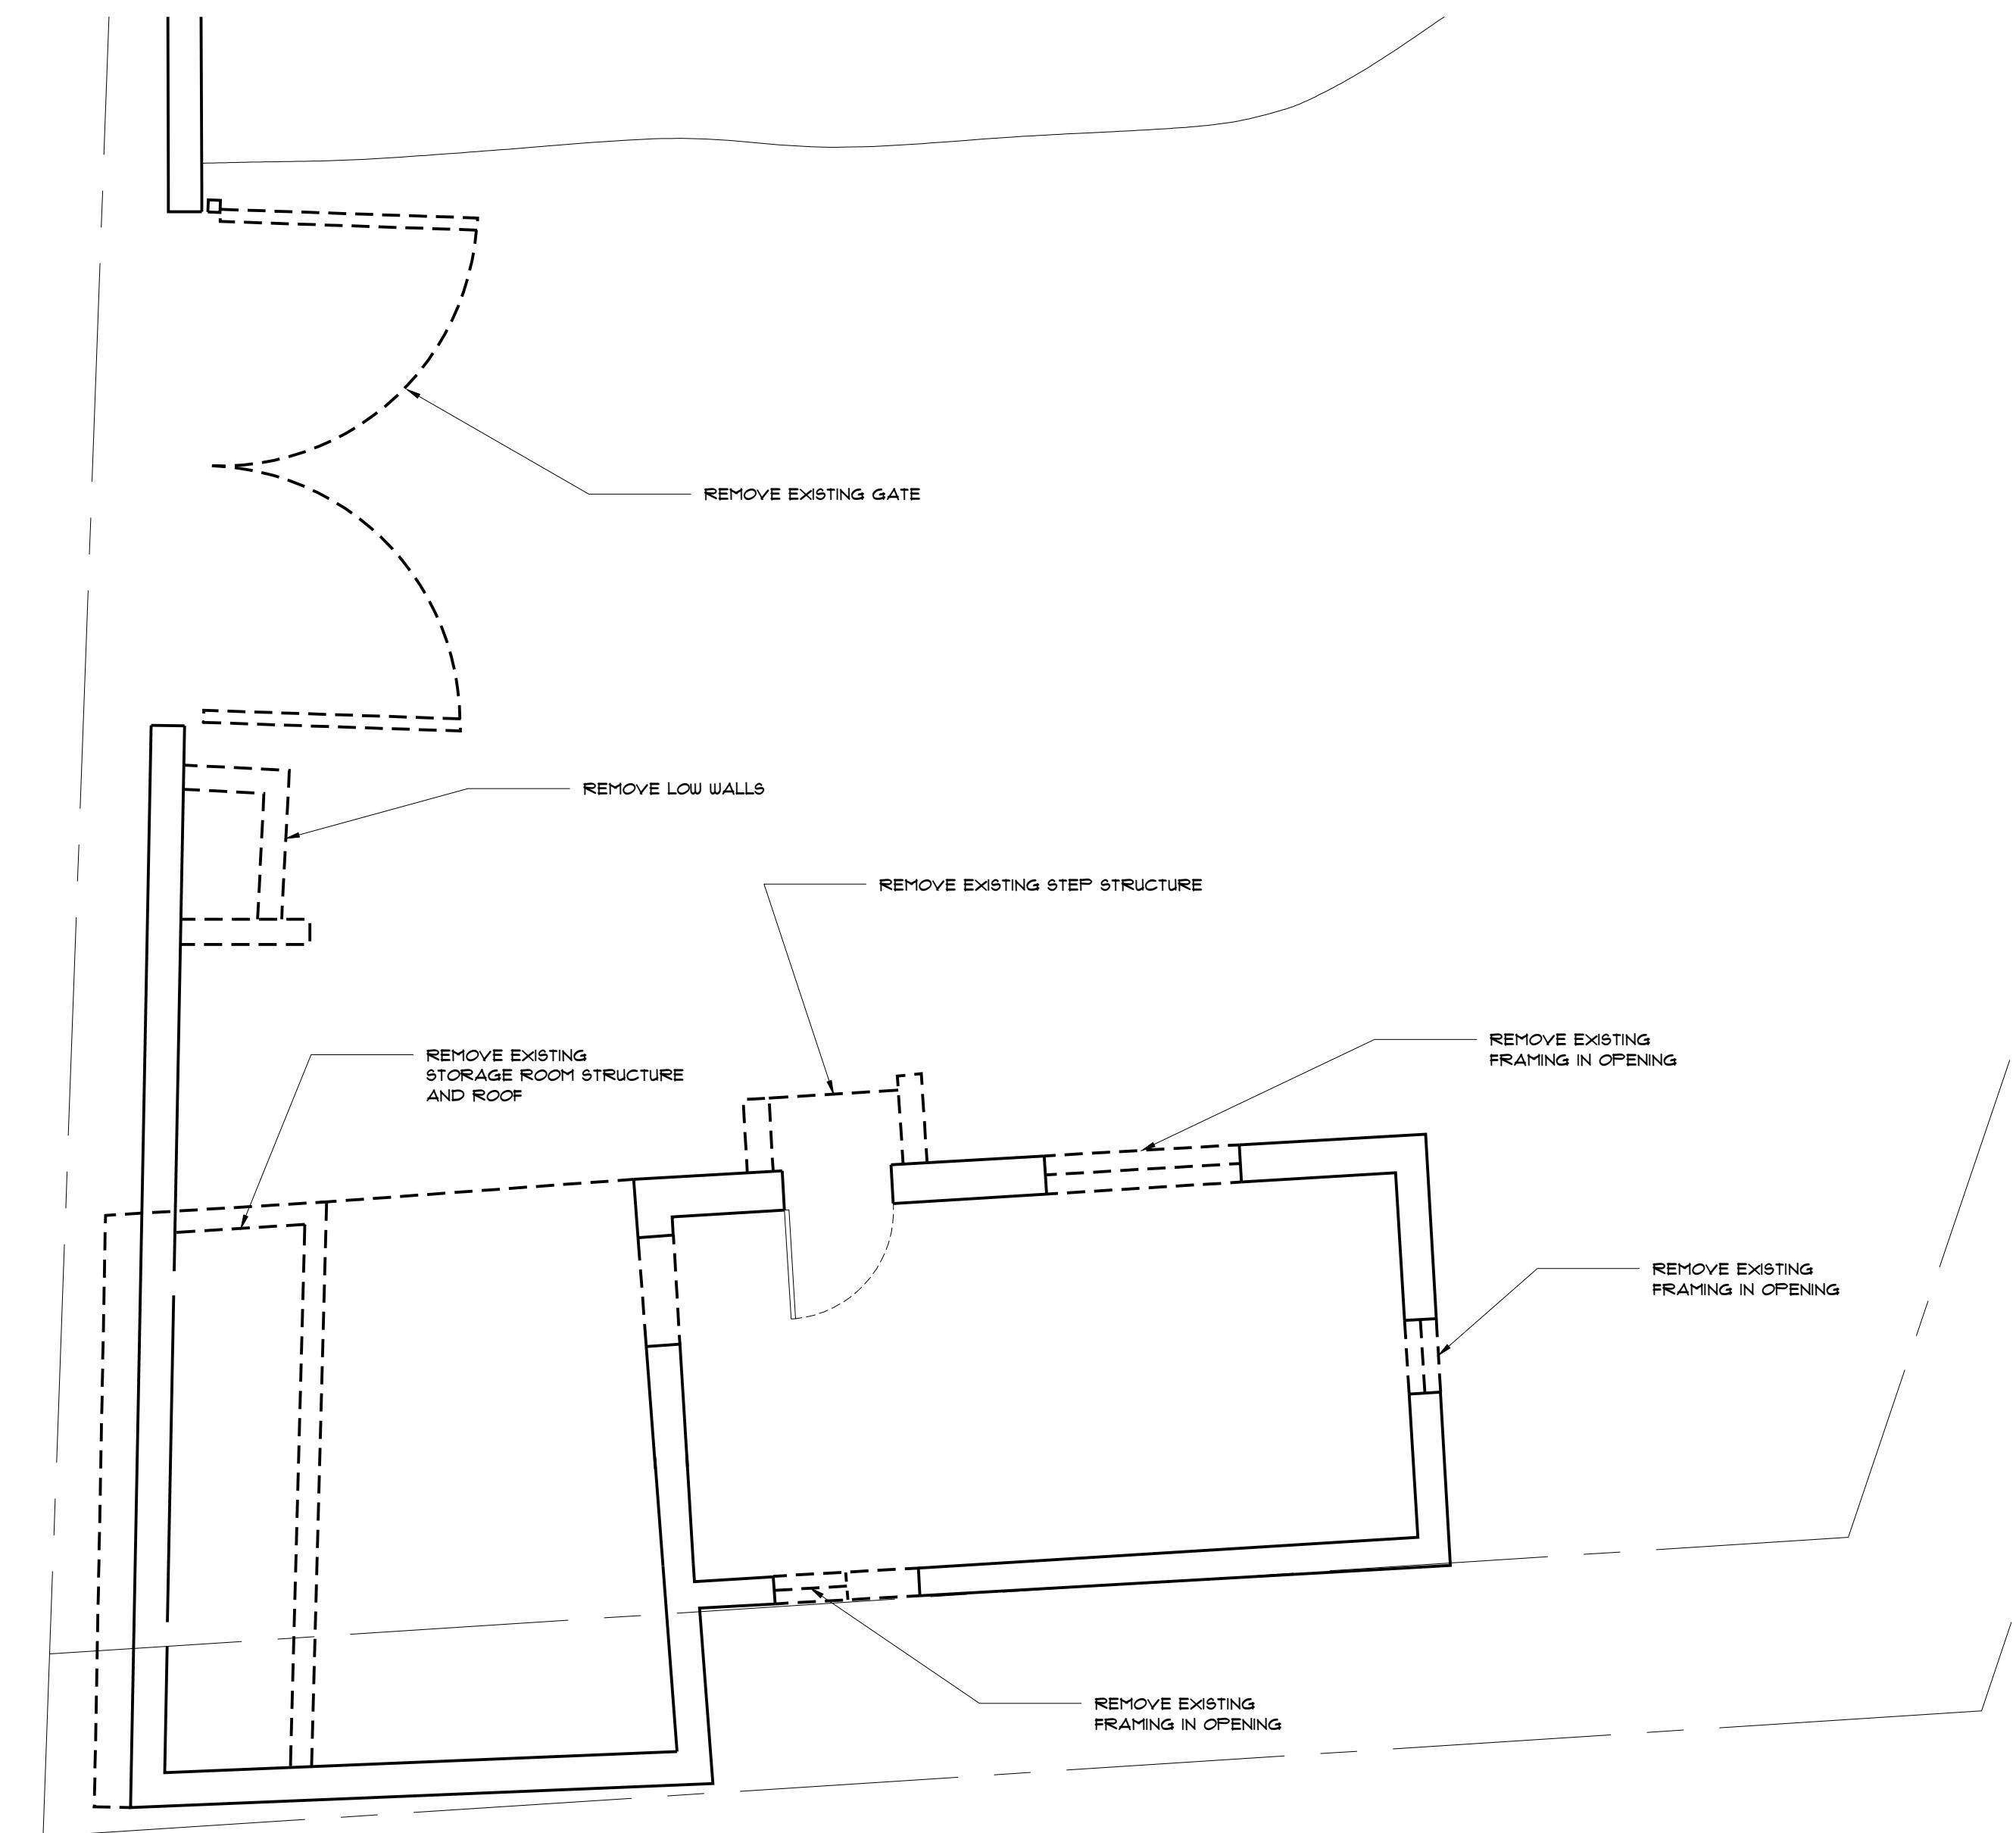 REMOVE EXISTING GATE
REMOVE LOW WALLS
REMOVE EXISTING STEP STRUCTURE
REMOVE EXISTING
FRAMING IN OPENING
REMOVE EXISTING
STORAGE ROOM STRUCTURE
AND ROOF
REMOVE EXISTING
FRAMING IN OPENING
REMOVE EXISTING
FRAMING IN OPENING